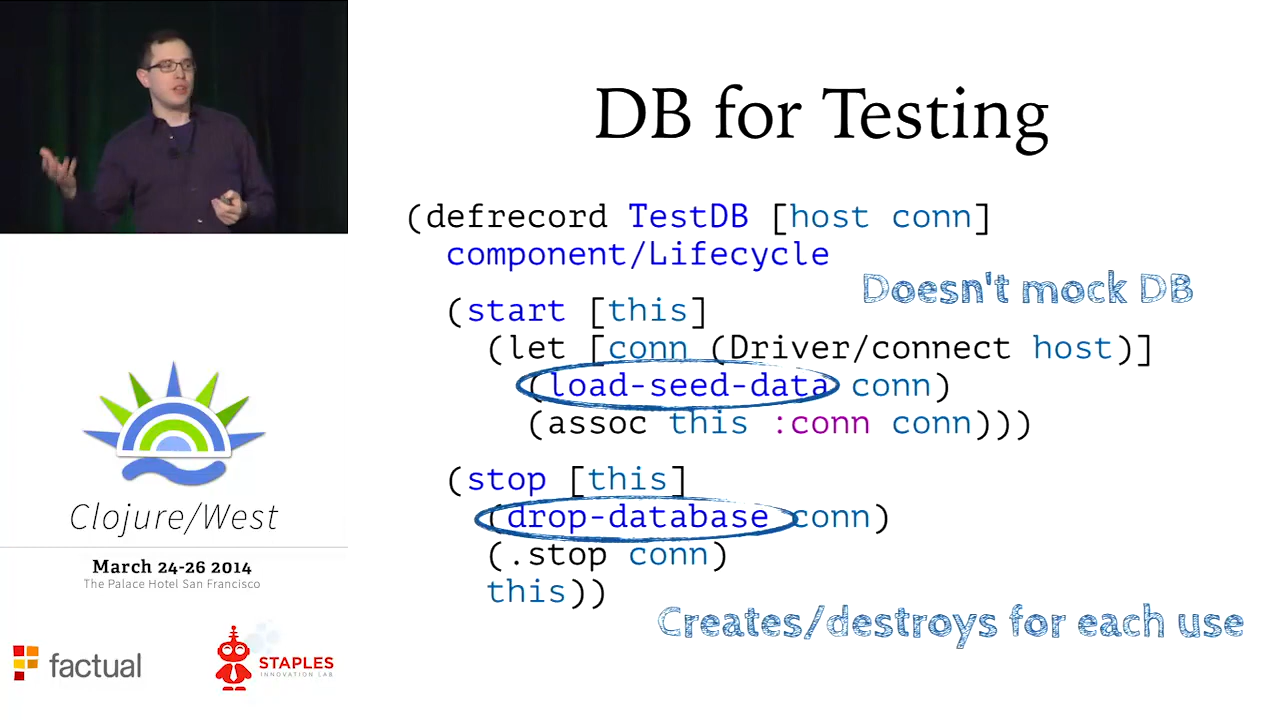 DB for Testing
(defrecord TestDB [host conn]
component/Lifecycle
Doesn't mock DB
(start [this]
(let [conn (Driver/connect host)]
(load-seed-data conn)
(assoc this :conn conn)))
(stop [this]
(drop-database conn)
(.stop conn)
this))
Creates/destroys for each use
Clojure/West
March 24-26 2014
The Palace Hotel San Francisco
factual
STAPLES
INNOVATION LAB